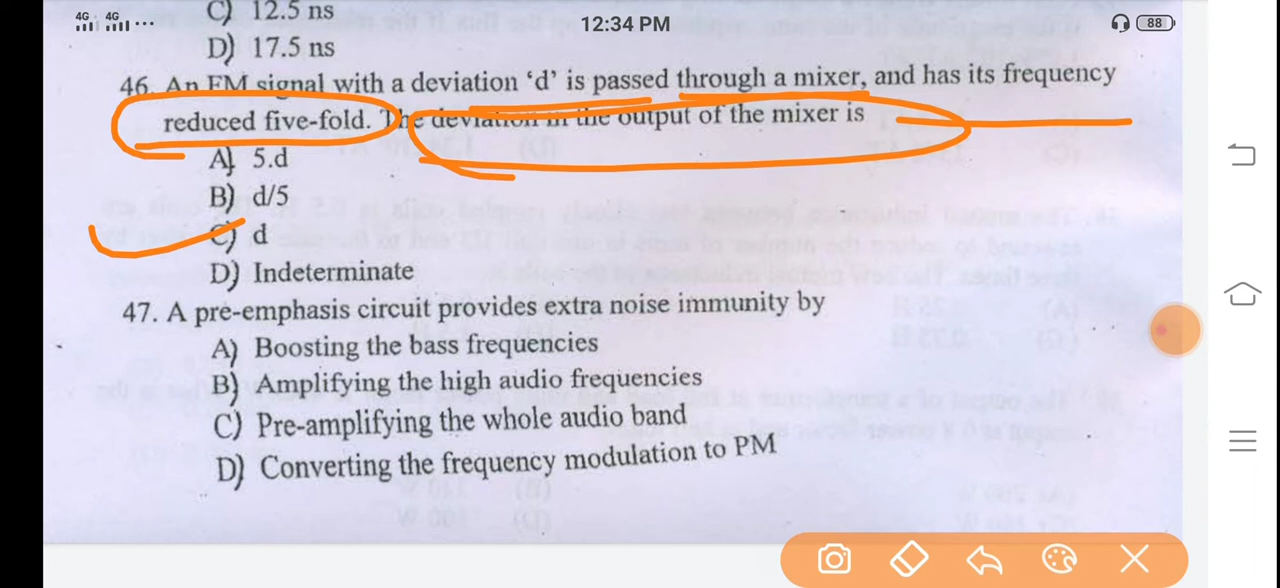 4G 4G ... 12:34 PM 88
C) 12.5 ns
D) 17.5 ns
46. An FM signal with a deviation ‘d’ is passed through a mixer, and has its frequency
reduced five-fold. The deviation in the output of the mixer is
A) 5.d
B) d/5
C) d
D) Indeterminate
47. A pre-emphasis circuit provides extra noise immunity by
A) Boosting the bass frequencies
B) Amplifying the high audio frequencies
C) Pre-amplifying the whole audio band
D) Converting the frequency modulation to PM